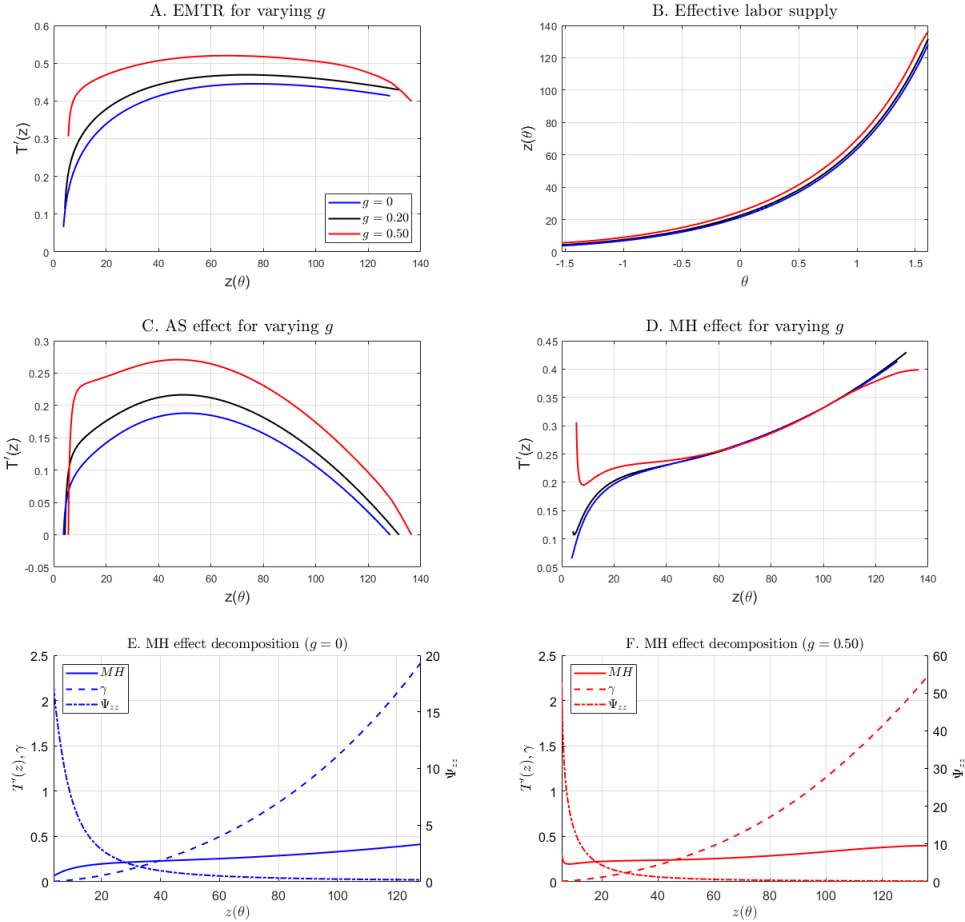 A. EMTR for varying g
B. Effective labor supply
T'(z)
0.6
0.5
0.4
0.3
0.2
0.1
0
g = 0
g = 0.20
g = 0.50
0 20 40 60 80 100 120 140
z(θ)
z(θ)
140
120
100
80
60
40
20
0
-1.5 -1 -0.5 0 0.5 1 1.5
θ
C. AS effect for varying g
D. MH effect for varying g
T'(z)
0.3
0.25
0.2
0.15
0.1
0.05
0
-0.05
0 20 40 60 80 100 120 140
z(θ)
T'(z)
0.45
0.4
0.35
0.3
0.25
0.2
0.15
0.1
0.05
0 20 40 60 80 100 120 140
z(θ)
E. MH effect decomposition (g = 0)
F. MH effect decomposition (g = 0.50)
T'(z), γ
2.5
2
1.5
1
0.5
0
MH
γ
Ψzz
20
15
10
5
0
Ψzz
20 40 60 80 100 120
z(θ)
T'(z), γ
2.5
2
1.5
1
0.5
0
MH
γ
Ψzz
60
50
40
30
20
10
0
Ψzz
20 40 60 80 100 120
z(θ)